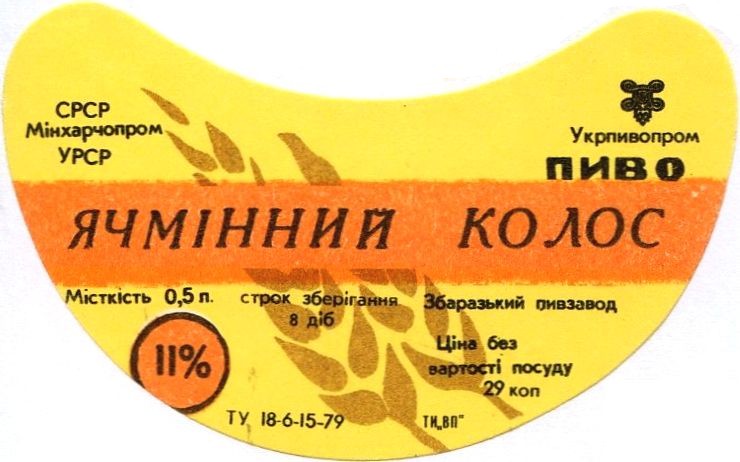 СРСР
Мінхарчопром
УРСР
Укрпивопром
ПИВО
ЯЧМІННИЙ КОЛОС
Місткість 0,5 л.
строк зберігання
8 діб
Збаразький пивзавод
11%
Ціна без
вартості посуду
29 коп
ТУ 18-6-15-79
ТИ„ВП"